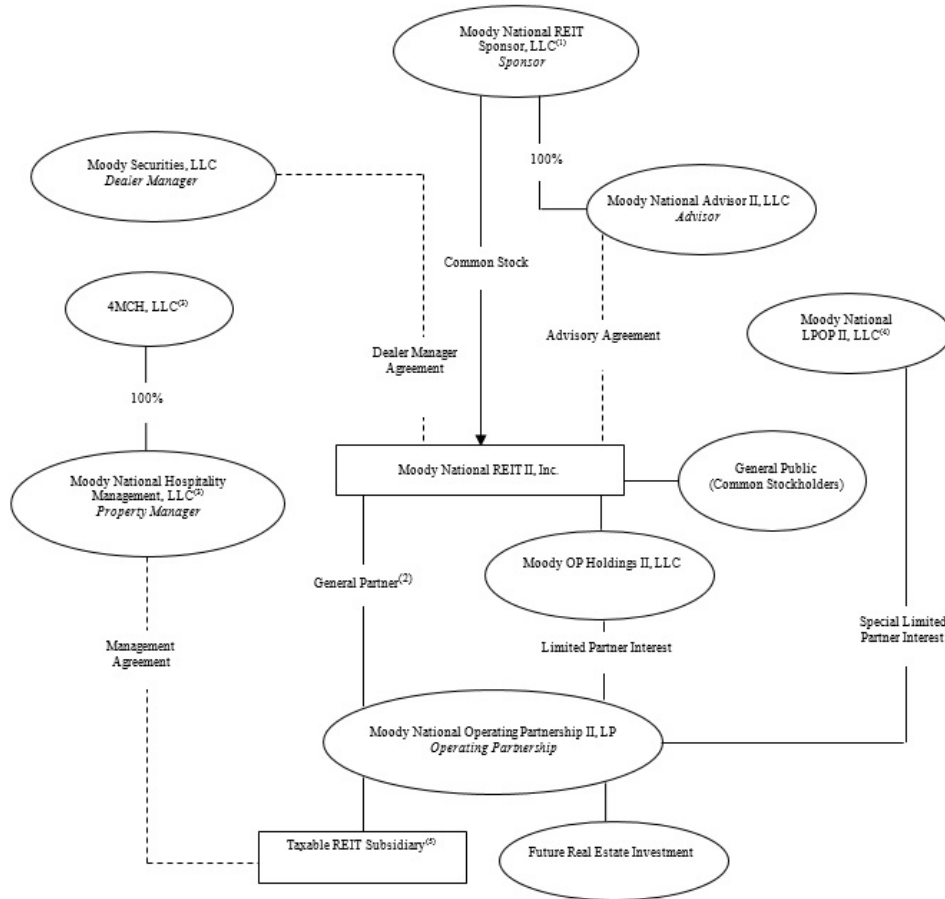 Moody National REIT
Sponsor, LLC(1)
Sponsor
100%
Moody Securities, LLC
Dealer Manager
Moody National Advisor II, LLC
Advisor
Common Stock
4MCH, LLC(3)
Advisory Agreement
Moody National
LPOP II, LLC(4)
Dealer Manager
Agreement
100%
Moody National REIT II, Inc.
General Public
(Common Stockholders)
Moody National Hospitality
Management, LLC(3)
Property Manager
Moody OP Holdings II, LLC
General Partner(2)
Management
Agreement
Limited Partner Interest
Special Limited
Partner Interest
Moody National Operating Partnership II, LP
Operating Partnership
Taxable REIT Subsidiary(5)
Future Real Estate Investment